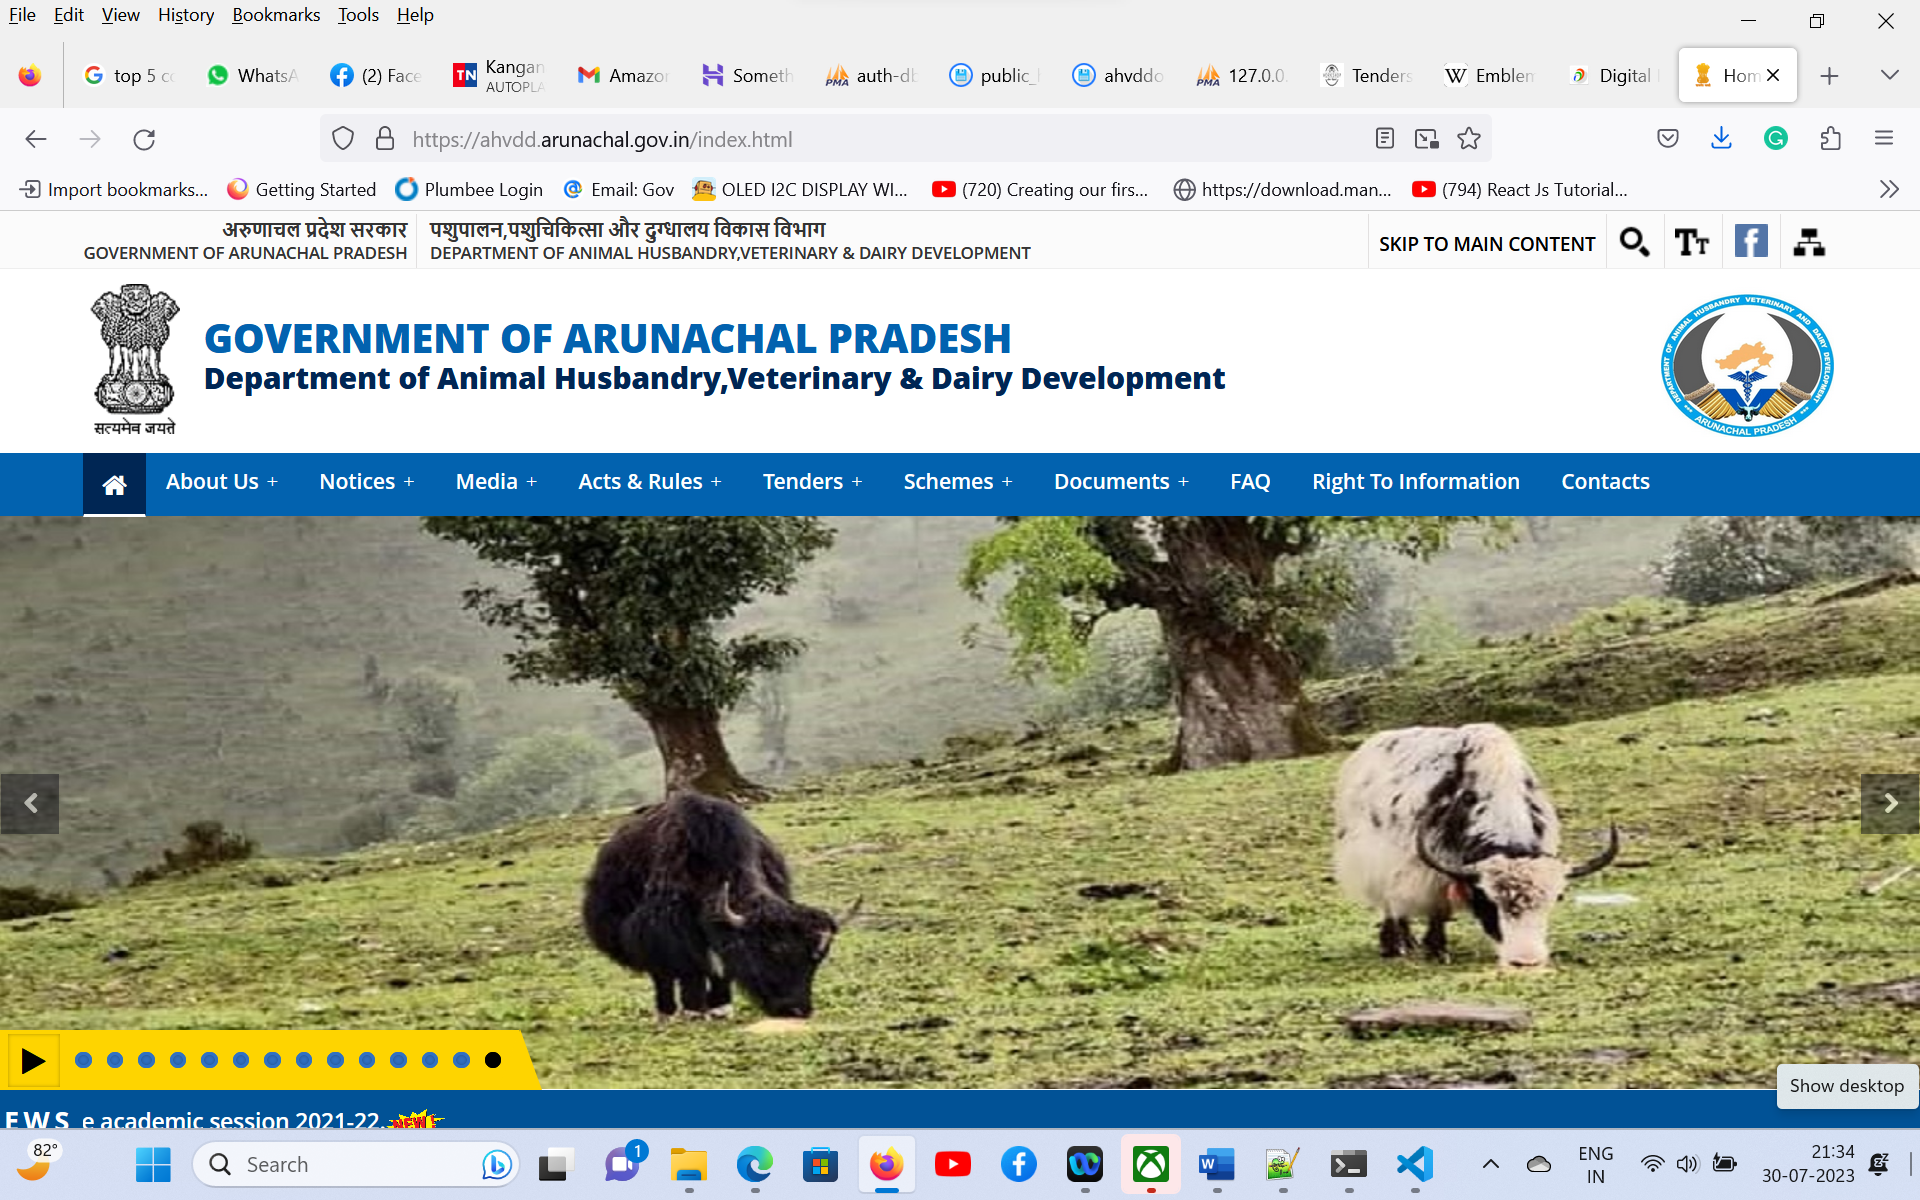 File Edit View History Bookmarks Tools Help
top 5 co WhatsA (2) Face Kangan Amazon Someth auth-db public_ ahvddo 127.0.0. Tenders Emblem Digital Hom
AUTOPLA
https://ahvdd.arunachal.gov.in/index.html
Import bookmarks... Getting Started Plumbee Login Email: Gov OLED I2C DISPLAY WI... (720) Creating our firs... https://download.man... (794) React Js Tutorial...
अरुणाचल प्रदेश सरकार पशुपालन,पशुचिकित्सा और दुग्धालय विकास विभाग
GOVERNMENT OF ARUNACHAL PRADESH DEPARTMENT OF ANIMAL HUSBANDRY,VETERINARY & DAIRY DEVELOPMENT
SKIP TO MAIN CONTENT
GOVERNMENT OF ARUNACHAL PRADESH
Department of Animal Husbandry,Veterinary & Dairy Development
सत्यमेव जयते
DEPARTMENT OF ANIMAL HUSBANDRY VETERINARY AND DAIRY DEVELOPMENT
ARUNACHAL PRADESH
About Us + Notices + Media + Acts & Rules + Tenders + Schemes + Documents + FAQ Right To Information Contacts
Show desktop
EWS e academic session 2021-22. NEW!
82° Search 1 ENG 21:34
IN 30-07-2023